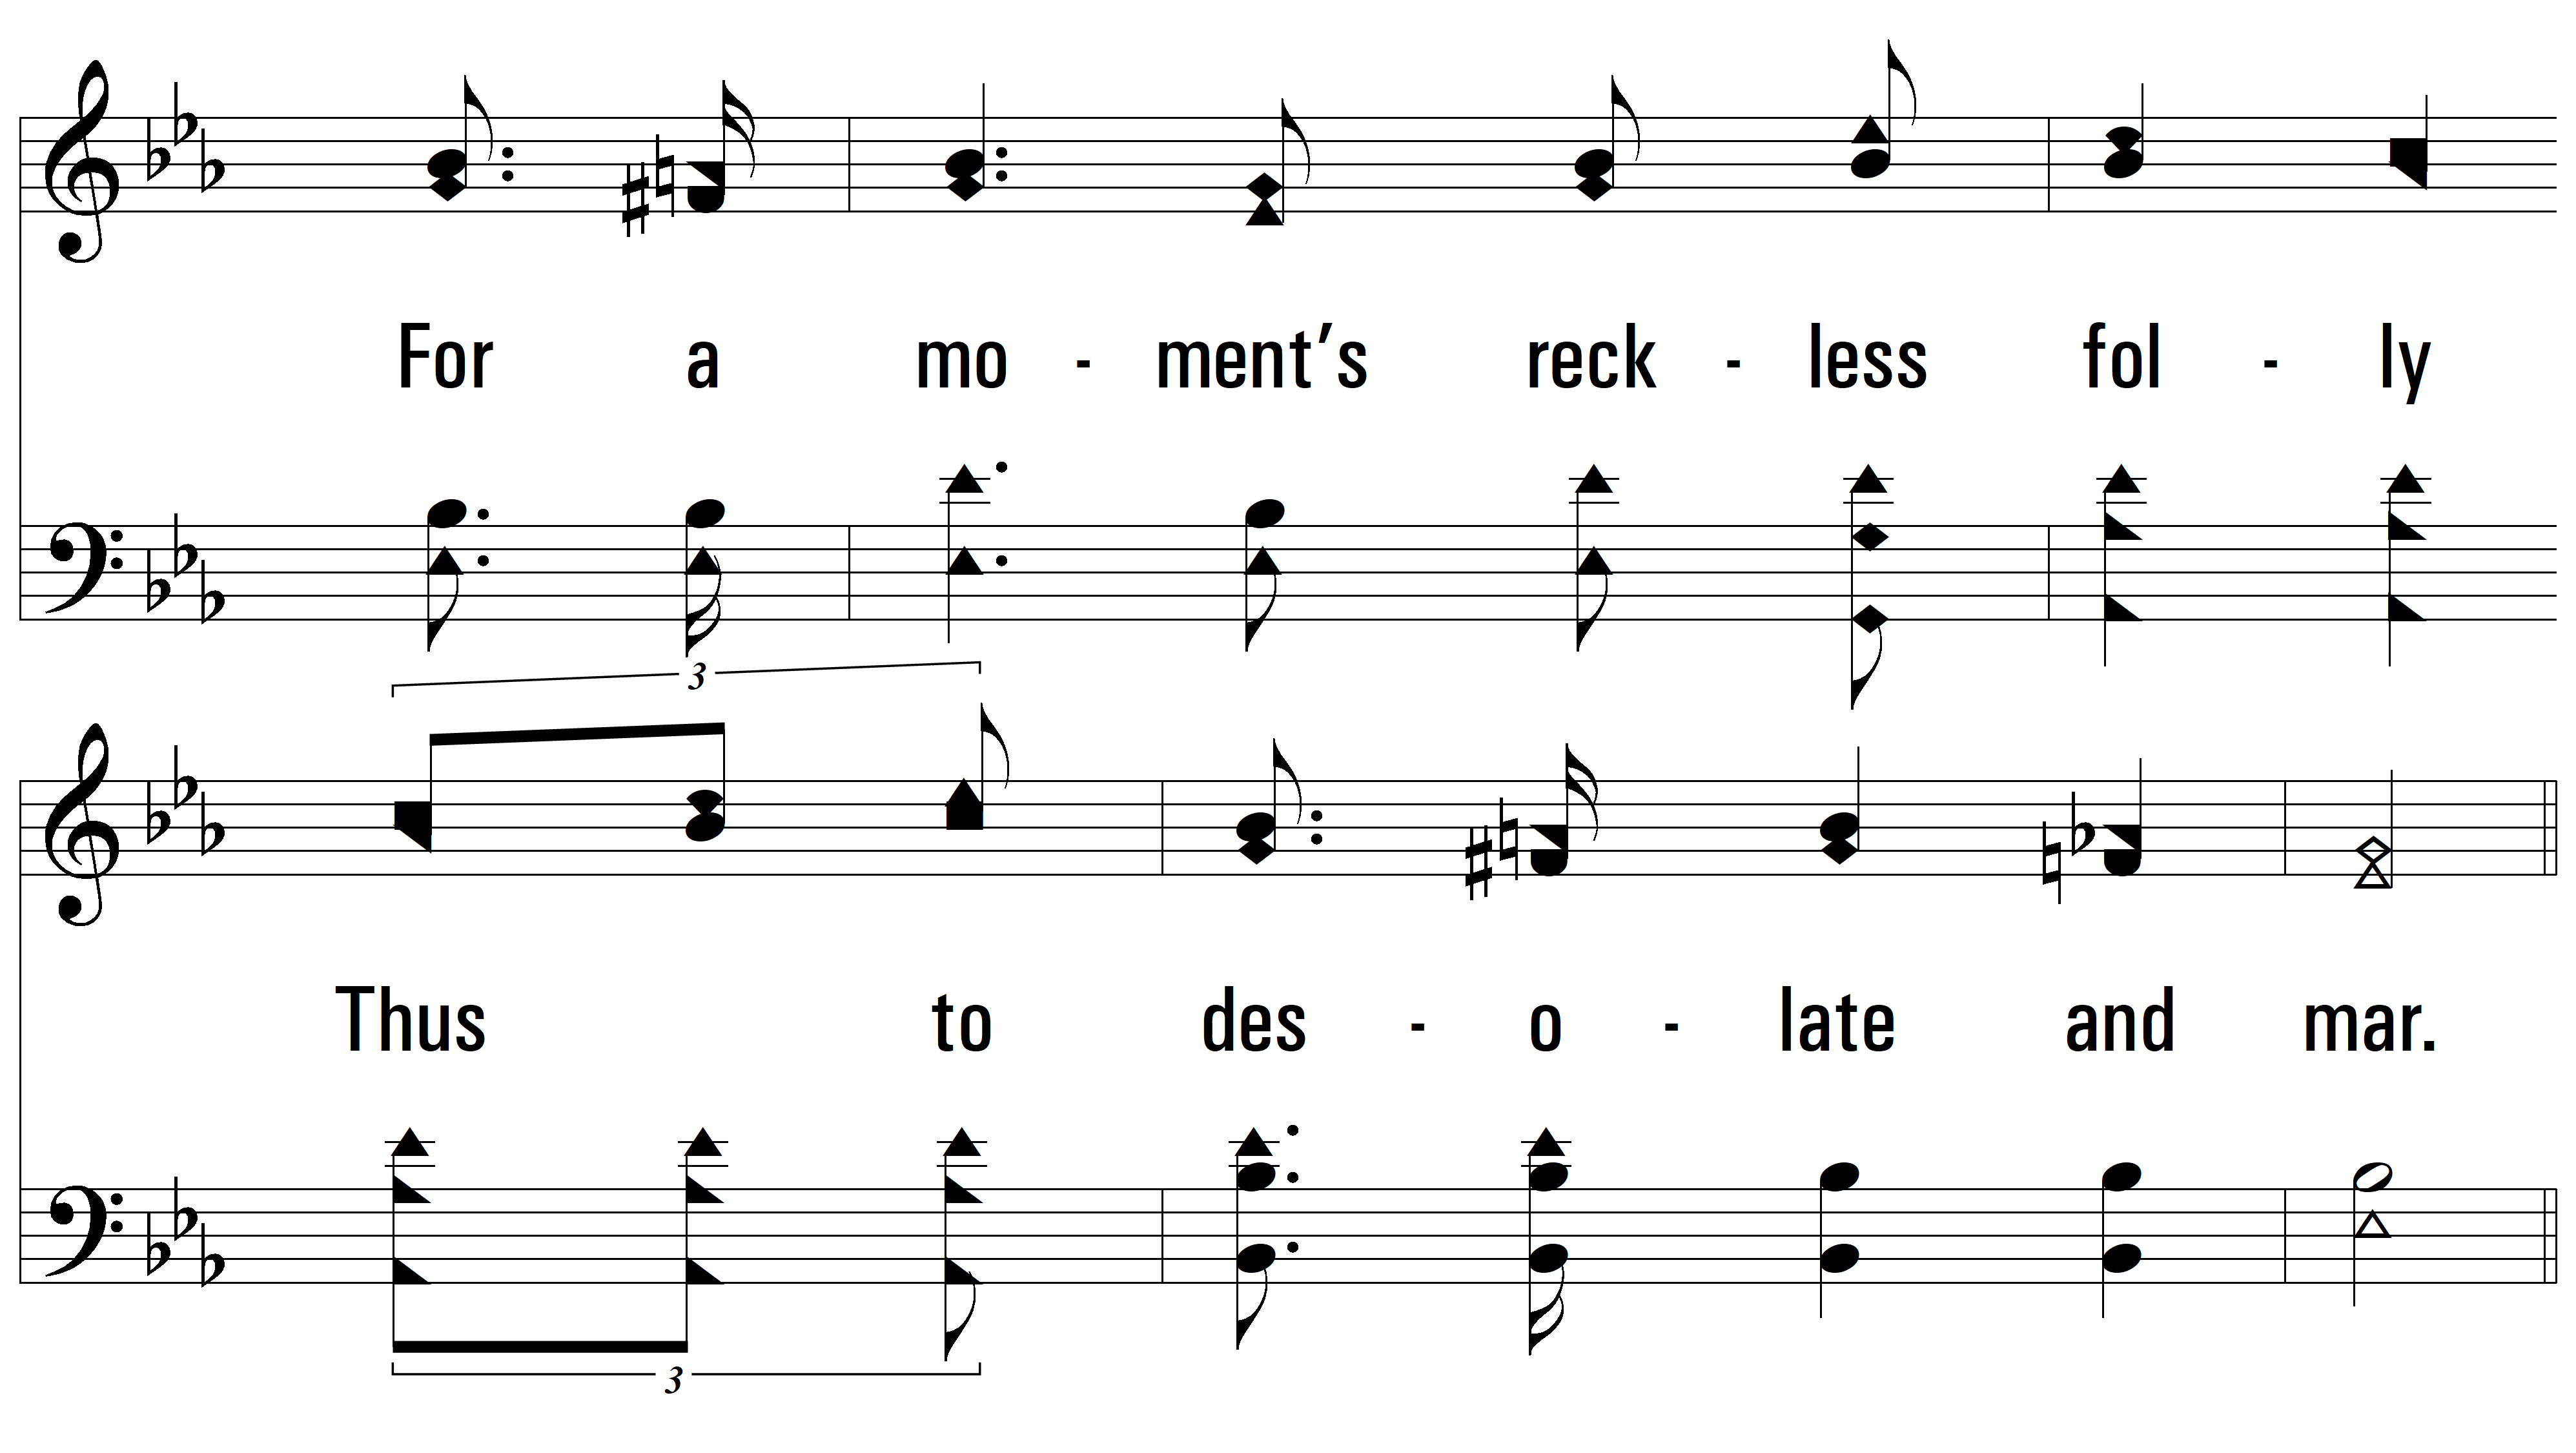 For a mo - ment's reck - less fol - ly
3
Thus to des - o - late and mar.
3